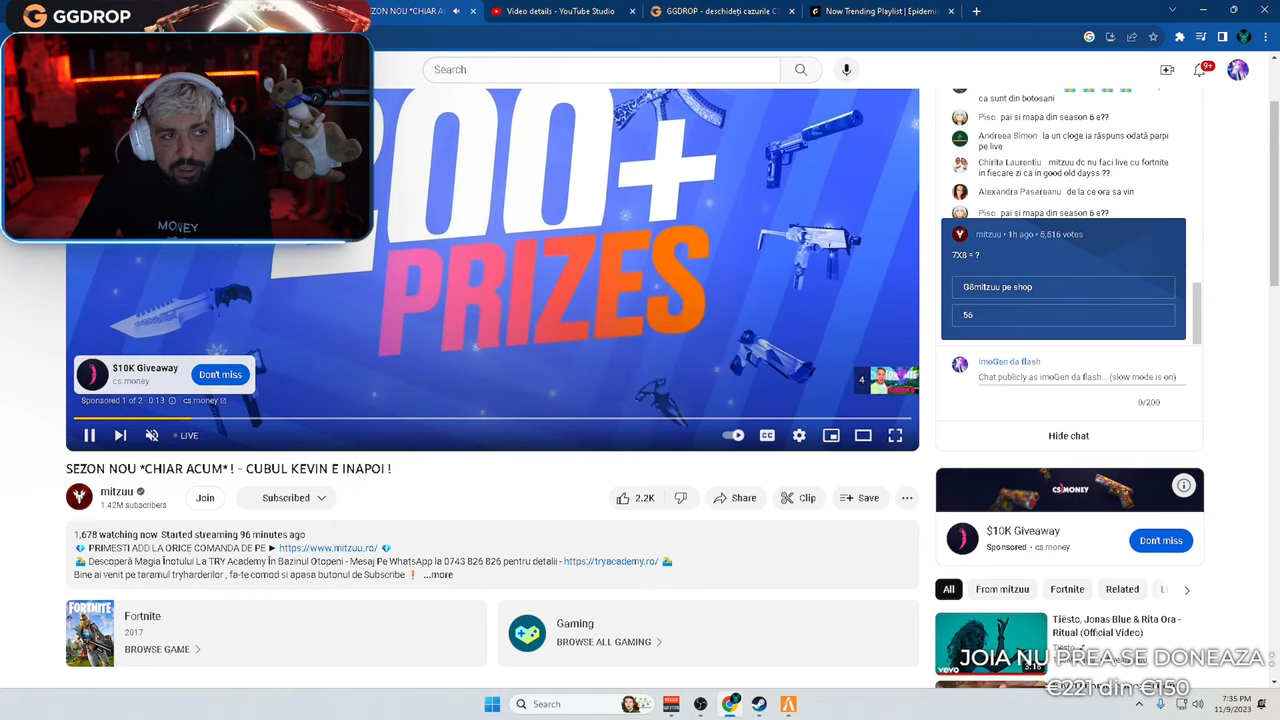 GGDROP
ZON NOU *CHIAR AC
Video details - YouTube Studio
GGDROP - deschideți cazurile C
Now Trending Playlist | Epidem
Search
9+
00+
PRIZES
MONEY
$10K Giveaway
cs.money
Don't miss
Sponsored 1 of 2 · 0:13
cs.money
4
LIVE
ca sunt din botosani
Pisc pai si mapa din season 6 e??
Andreea Simon la un cloge ia răspuns odată parpi
pe live
Chirita Laurentiu mitzuu dc nu faci live cu fortnite
in fiecare zi ca in good old dayss ??
Alexandra Pasareanu de la ce ora sa vin
Pisc pai si mapa din season 6 e??
mitzuu • 1h ago • 5,516 votes
7X8 = ?
G8mitzuu pe shop
56
imoGen da flash
Chat publicly as imoGen da flash... (slow mode is on)
0/200
Hide chat
SEZON NOU *CHIAR ACUM* ! - CUBUL KEVIN E INAPOI !
mitzuu
1.42M subscribers
Join
Subscribed
2.2K
Share
Clip
Save
1,678 watching now Started streaming 96 minutes ago
💎 PRIMESTI ADD LA ORICE COMANDA DE PE ► https://www.mitzuu.ro/ 💎
🏊 Descoperă Magia Înotului La TRY Academy În Bazinul Otopeni - Mesaj Pe WhatsApp la 0743 826 826 pentru detalii - https://tryacademy.ro/ 🏊
Bine ai venit pe taramul tryharderilor , fa-te comod si apasa butonul de Subscribe ❗ ...more
CS MONEY
$10K Giveaway
Sponsored · cs.money
Don't miss
All
From mitzuu
Fortnite
Related
FORTNITE
Fortnite
2017
BROWSE GAME
Gaming
BROWSE ALL GAMING
Tiësto, Jonas Blue & Rita Ora -
Ritual (Official Video)
Tiësto
vevo
3:18
JOIA NU PREA SE DONEAZA :
€221 din €150
Search
7:35 PM
11/9/2023